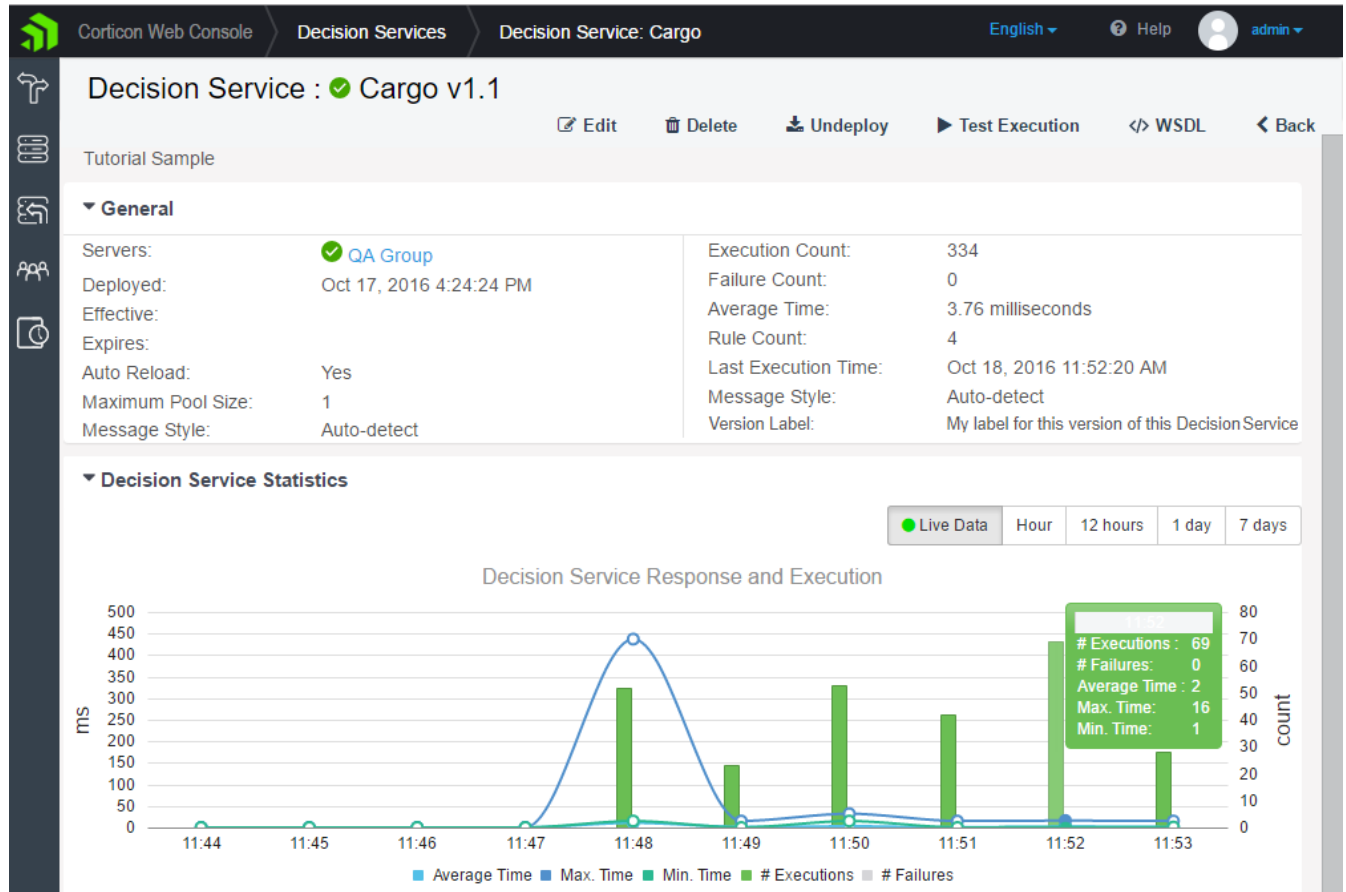 Corticon Web Console Decision Services Decision Service: Cargo English Help admin
Decision Service : Cargo v1.1
Edit Delete Undeploy Test Execution </> WSDL Back
Tutorial Sample
General
Servers: QA Group
Deployed: Oct 17, 2016 4:24:24 PM
Effective:
Expires:
Auto Reload: Yes
Maximum Pool Size: 1
Message Style: Auto-detect
Execution Count: 334
Failure Count: 0
Average Time: 3.76 milliseconds
Rule Count: 4
Last Execution Time: Oct 18, 2016 11:52:20 AM
Message Style: Auto-detect
Version Label: My label for this version of this Decision Service
Decision Service Statistics
Live Data Hour 12 hours 1 day 7 days
Decision Service Response and Execution
500
450
400
350
300
250
200
150
100
50
0
ms
11:52
# Executions : 69
# Failures: 0
Average Time : 2
Max. Time: 16
Min. Time: 1
80
70
60
50
40
30
20
10
0
count
11:44 11:45 11:46 11:47 11:48 11:49 11:50 11:51 11:52 11:53
Average Time Max. Time Min. Time # Executions # Failures